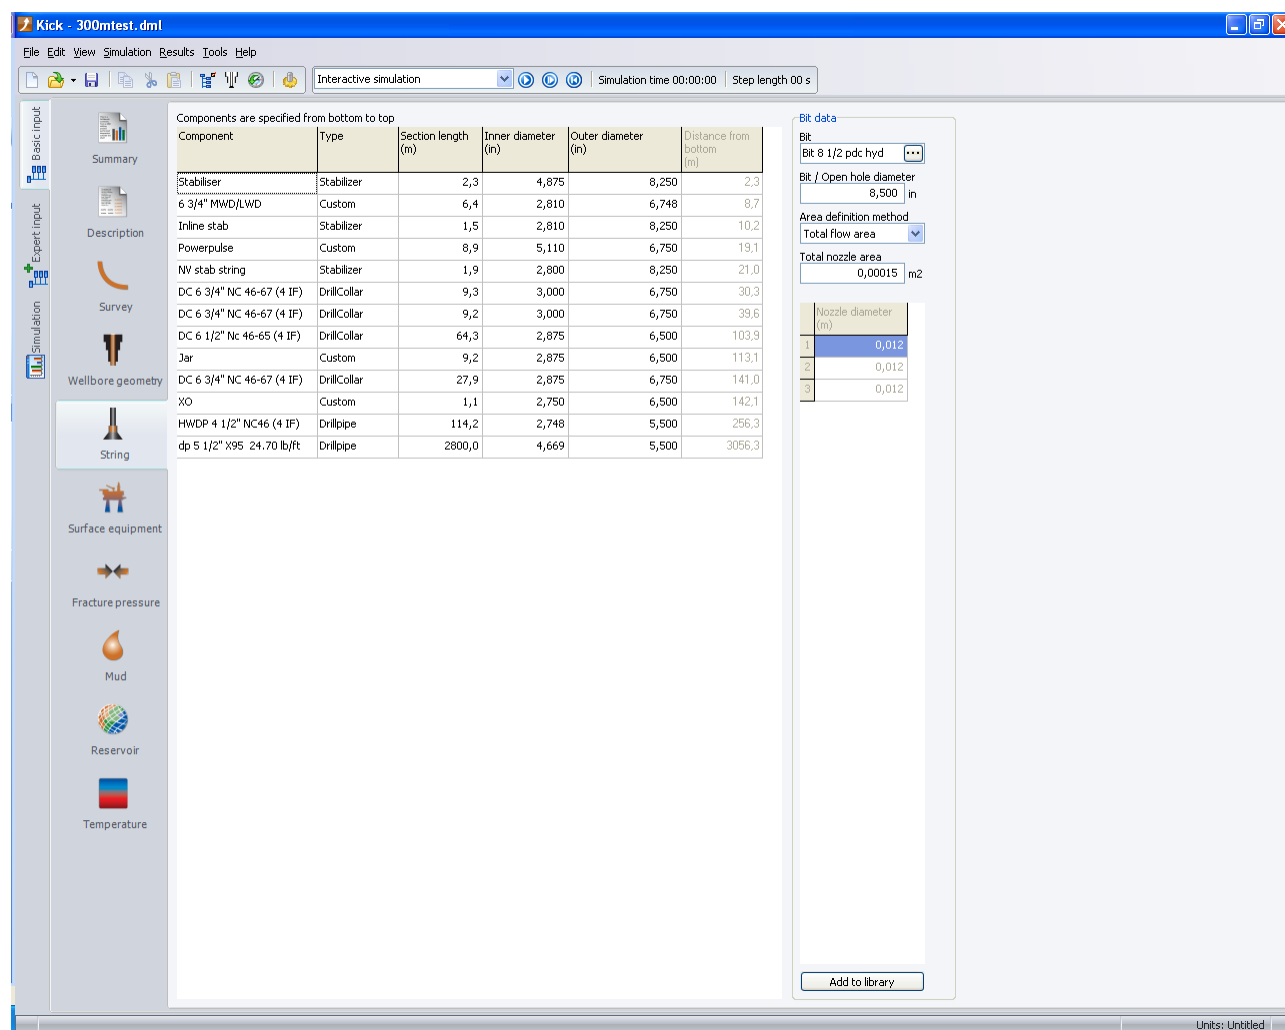 Kick - 300mtest.dml
File Edit View Simulation Results Tools Help
Interactive simulation Simulation time 00:00:00 Step length 00 s
Basic input
Expert input
Simulation
Summary
Description
Survey
Wellbore geometry
String
Surface equipment
Fracture pressure
Mud
Reservoir
Temperature
Components are specified from bottom to top
Component Type Section length (m) Inner diameter (in) Outer diameter (in) Distance from bottom (m)
Stabiliser Stabilizer 2,3 4,875 8,250 2,3
6 3/4" MWD/LWD Custom 6,4 2,810 6,748 8,7
Inline stab Stabilizer 1,5 2,810 8,250 10,2
Powerpulse Custom 8,9 5,110 6,750 19,1
NV stab string Stabilizer 1,9 2,800 8,250 21,0
DC 6 3/4" NC 46-67 (4 IF) DrillCollar 9,3 3,000 6,750 30,3
DC 6 3/4" NC 46-67 (4 IF) DrillCollar 9,2 3,000 6,750 39,6
DC 6 1/2" Nc 46-65 (4 IF) DrillCollar 64,3 2,875 6,500 103,9
Jar Custom 9,2 2,875 6,500 113,1
DC 6 3/4" NC 46-67 (4 IF) DrillCollar 27,9 2,875 6,750 141,0
XO Custom 1,1 2,750 6,500 142,1
HWDP 4 1/2" NC46 (4 IF) Drillpipe 114,2 2,748 5,500 256,3
dp 5 1/2" X95 24.70 lb/ft Drillpipe 2800,0 4,669 5,500 3056,3
Bit data
Bit
Bit 8 1/2 pdc hyd ...
Bit / Open hole diameter
8,500 in
Area definition method
Total flow area
Total nozzle area
0,00015 m2
Nozzle diameter
(m)
1 0,012
2 0,012
3 0,012
Add to library
Units: Untitled